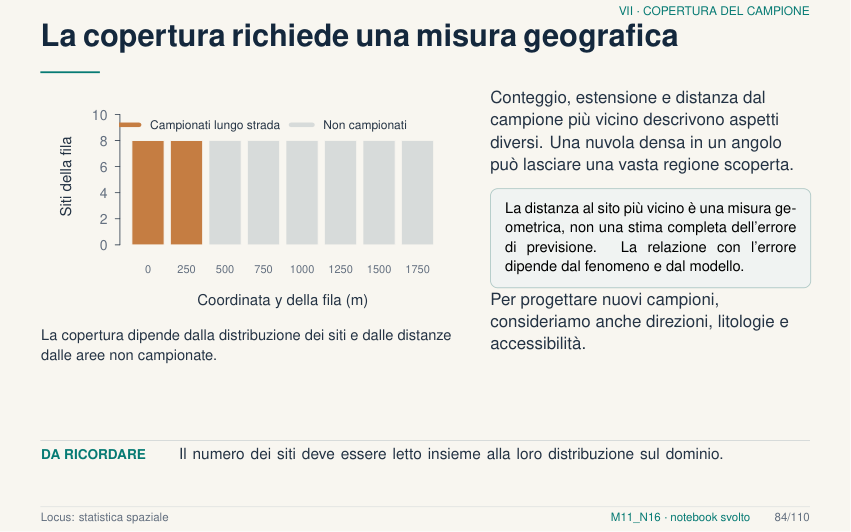 VII · COPERTURA DEL CAMPIONE
La copertura richiede una misura geografica
10
8
6
4
2
0
Siti della fila
Campionati lungo strada
Non campionati
0 250 500 750 1000 1250 1500 1750
Coordinata y della fila (m)
La copertura dipende dalla distribuzione dei siti e dalle distanze
dalle aree non campionate.
Conteggio, estensione e distanza dal
campione più vicino descrivono aspetti
diversi. Una nuvola densa in un angolo
può lasciare una vasta regione scoperta.
La distanza al sito più vicino è una misura ge-
ometrica, non una stima completa dell'errore
di previsione. La relazione con l'errore
dipende dal fenomeno e dal modello.
Per progettare nuovi campioni,
consideriamo anche direzioni, litologie e
accessibilità.
DA RICORDARE Il numero dei siti deve essere letto insieme alla loro distribuzione sul dominio.
Locus: statistica spaziale
M11_N16 · notebook svolto 84/110